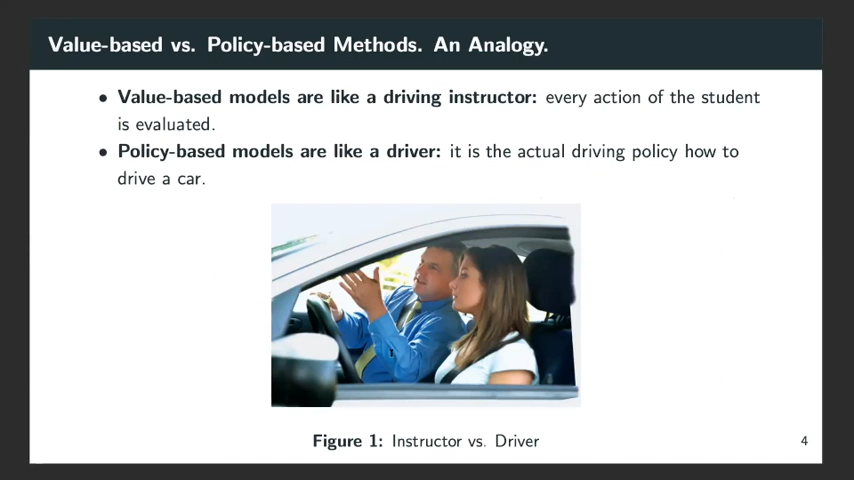 Value-based vs. Policy-based Methods. An Analogy.
• Value-based models are like a driving instructor: every action of the student
is evaluated.
• Policy-based models are like a driver: it is the actual driving policy how to
drive a car.
Figure 1: Instructor vs. Driver
4